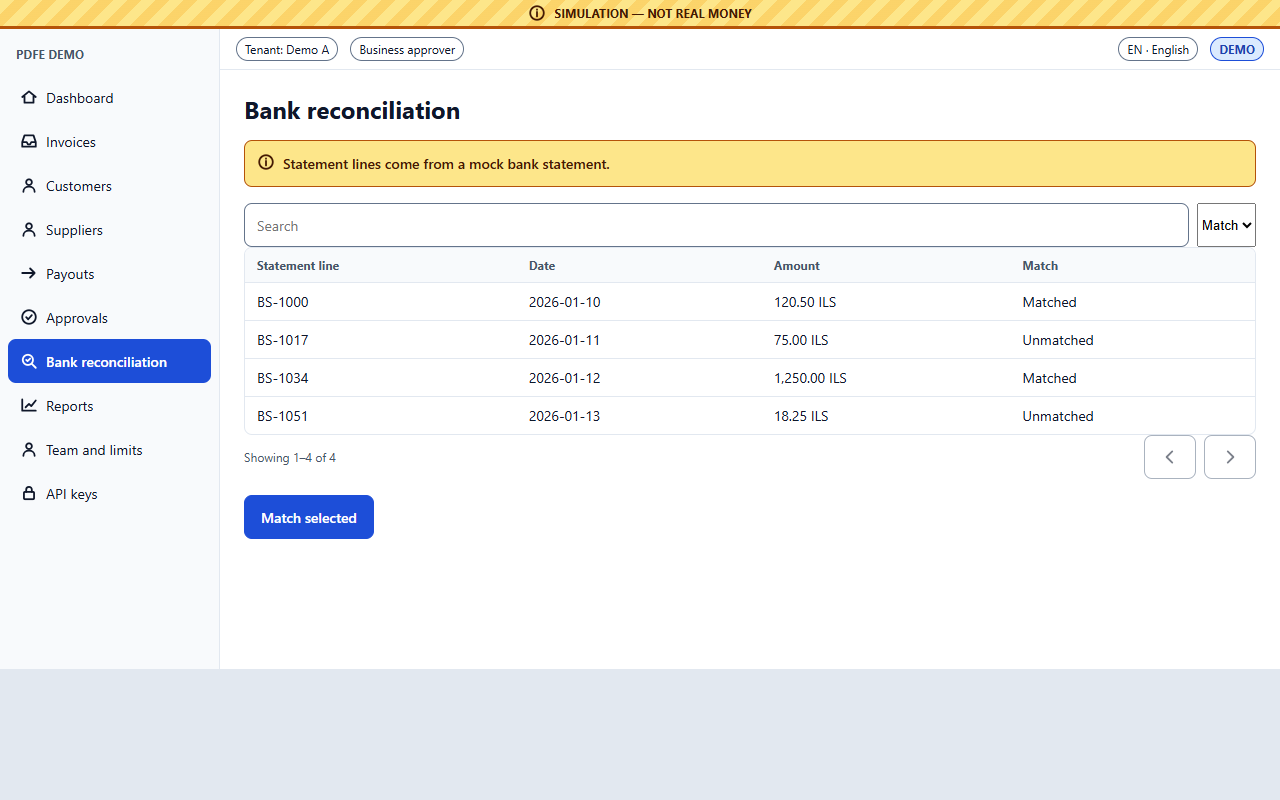 SIMULATION — NOT REAL MONEY
PDFE DEMO
Tenant: Demo A
Business approver
EN · English
DEMO
Dashboard
Invoices
Customers
Suppliers
Payouts
Approvals
Bank reconciliation
Reports
Team and limits
API keys
Bank reconciliation
Statement lines come from a mock bank statement.
Search
Match
Statement line Date Amount Match
BS-1000 2026-01-10 120.50 ILS Matched
BS-1017 2026-01-11 75.00 ILS Unmatched
BS-1034 2026-01-12 1,250.00 ILS Matched
BS-1051 2026-01-13 18.25 ILS Unmatched
Showing 1–4 of 4
Match selected